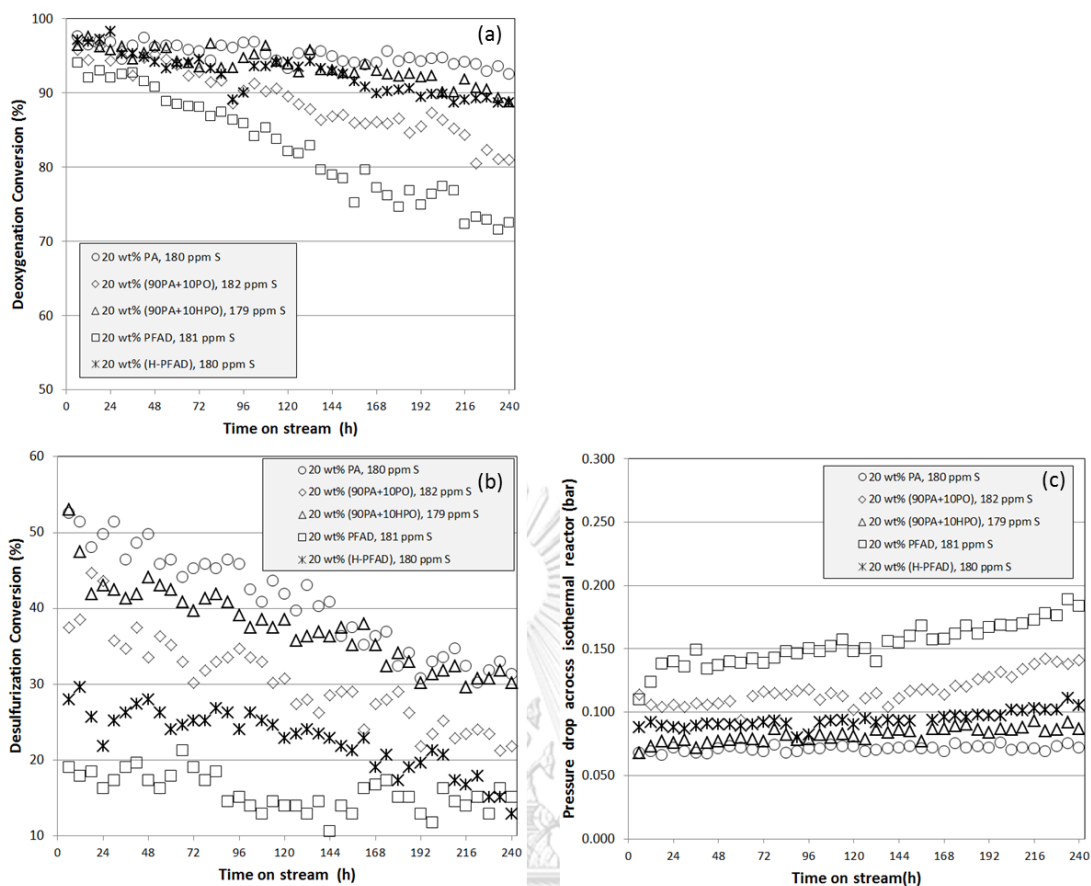 (a)
Deoxygenation Conversion (%)
100
90
80
70
60
50
20 wt% PA, 180 ppm S
20 wt% (90PA+10PO), 182 ppm S
20 wt% (90PA+10HPO), 179 ppm S
20 wt% PFAD, 181 ppm S
20 wt% (H-PFAD), 180 ppm S
0 24 48 72 96 120 144 168 192 216 240
Time on stream (h)
(b)
Desulfurization Conversion (%)
60
50
40
30
20
10
20 wt% PA, 180 ppm S
20 wt% (90PA+10PO), 182 ppm S
20 wt% (90PA+10HPO), 179 ppm S
20 wt% PFAD, 181 ppm S
20 wt% (H-PFAD), 180 ppm S
0 24 48 72 96 120 144 168 192 216 240
Time on stream (h)
(c)
Pressure drop acrocss isothermal reactor (bar)
0.300
0.250
0.200
0.150
0.100
0.050
0.000
20 wt% PA, 180 ppm S
20 wt% (90PA+10PO), 182 ppm S
20 wt% (90PA+10HPO), 179 ppm S
20 wt% PFAD, 181 ppm S
20 wt% (H-PFAD), 180 ppm S
0 24 48 72 96 120 144 168 192 216 240
Time on stream(h)